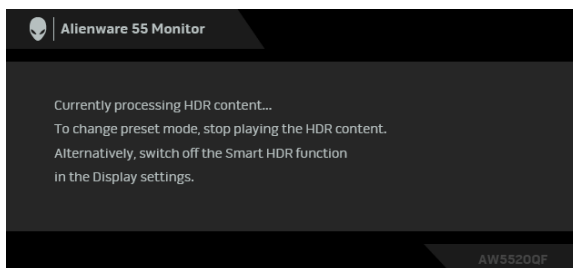 Alienware 55 Monitor
Currently processing HDR content...
To change preset mode, stop playing the HDR content.
Alternatively, switch off the Smart HDR function
in the Display settings.
AW5520QF